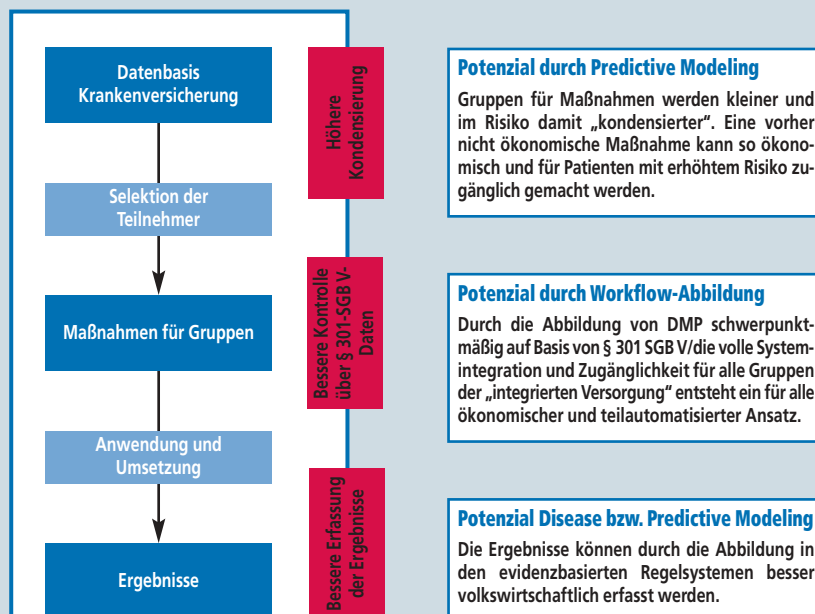 Datenbasis
Krankenversicherung
Selektion der
Teilnehmer
Maßnahmen für Gruppen
Anwendung und
Umsetzung
Ergebnisse
Höhere
Kondensierung
Bessere Kontrolle
über § 301-SGB V-
Daten
Bessere Erfassung
der Ergebnisse
Potenzial durch Predictive Modeling
Gruppen für Maßnahmen werden kleiner und
im Risiko damit „kondensierter“. Eine vorher
nicht ökonomische Maßnahme kann so ökono-
misch und für Patienten mit erhöhtem Risiko zu-
gänglich gemacht werden.
Potenzial durch Workflow-Abbildung
Durch die Abbildung von DMP schwerpunkt-
mäßig auf Basis von § 301 SGB V/die volle System-
integration und Zugänglichkeit für alle Gruppen
der „integrierten Versorgung“ entsteht ein für alle
ökonomischer und teilautomatisierter Ansatz.
Potenzial Disease bzw. Predictive Modeling
Die Ergebnisse können durch die Abbildung in
den evidenzbasierten Regelsystemen besser
volkswirtschaftlich erfasst werden.